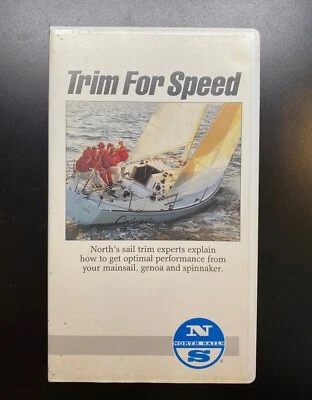 Trim For Speed
North's sail trim experts explain
how to get optimal performance from
your mainsail, genoa and spinnaker.
N
NORTH SAILS
S
®